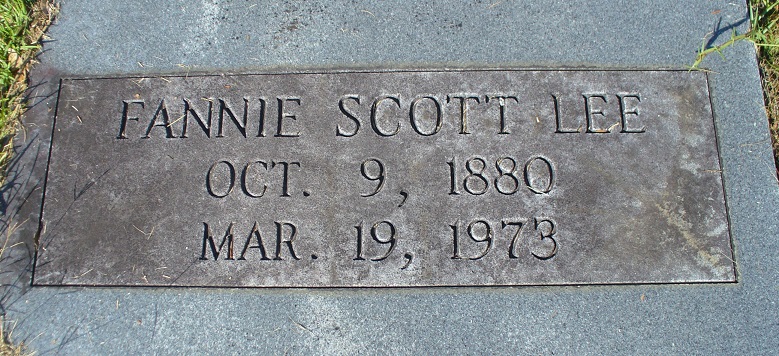 FANNIE SCOTT LEE
OCT. 9, 1880
MAR. 19, 1973